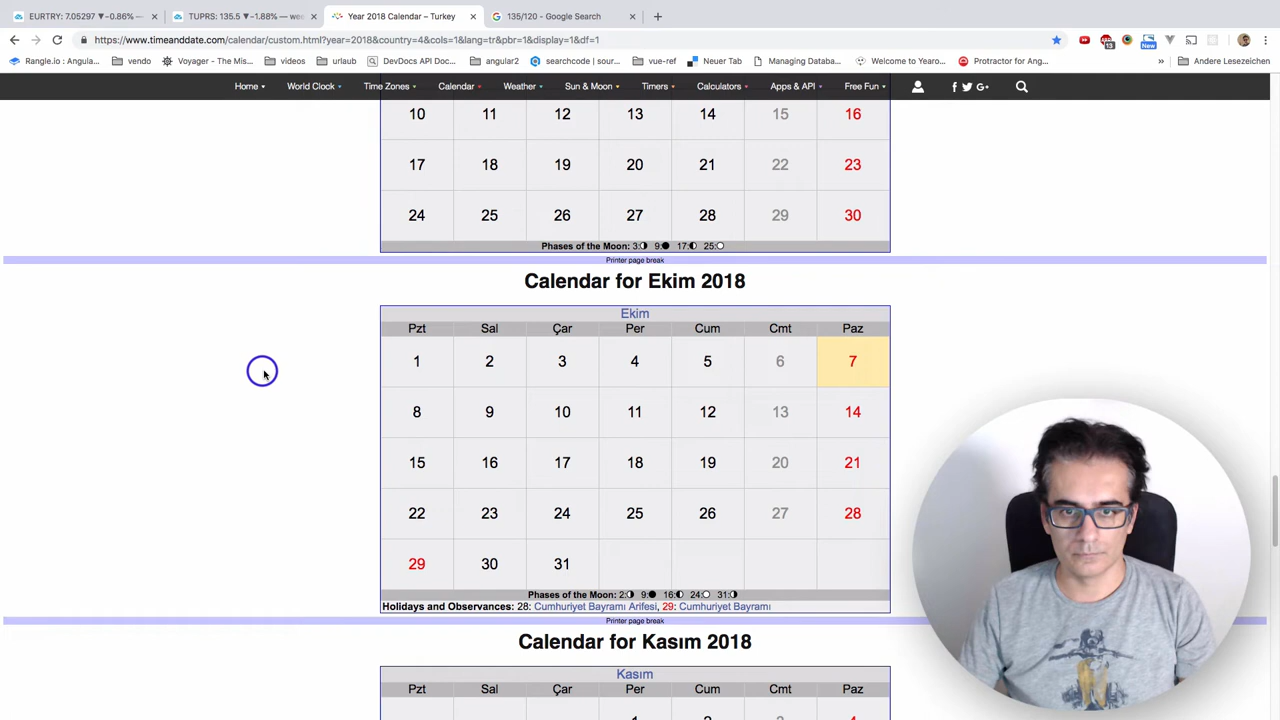 EURTRY: 7.05297 ▼−0.86% —
TUPRS: 135.5 ▼−1.88% — wee
Year 2018 Calendar – Turkey
135/120 - Google Search
https://www.timeanddate.com/calendar/custom.html?year=2018&country=4&cols=1&lang=tr&pbr=1&display=1&df=1
13
New
Rangle.io : Angula... vendo Voyager - The Mis... videos urlaub DevDocs API Doc... angular2 searchcode | sour... vue-ref Neuer Tab Managing Databa... Welcome to Yearo... Protractor for Ang... » Andere Lesezeichen
Home World Clock Time Zones Calendar Weather Sun & Moon Timers Calculators Apps & API Free Fun
10 11 12 13 14 15 16
17 18 19 20 21 22 23
24 25 26 27 28 29 30
Phases of the Moon: 3: 9: 17: 25:
Printer page break
Calendar for Ekim 2018
Ekim
Pzt Sal Çar Per Cum Cmt Paz
1 2 3 4 5 6 7
8 9 10 11 12 13 14
15 16 17 18 19 20 21
22 23 24 25 26 27 28
29 30 31
Phases of the Moon: 2: 9: 16: 24: 31:
Holidays and Observances: 28: Cumhuriyet Bayramı Arifesi, 29: Cumhuriyet Bayramı
Printer page break
Calendar for Kasım 2018
Kasım
Pzt Sal Çar Per Cum Cmt Paz